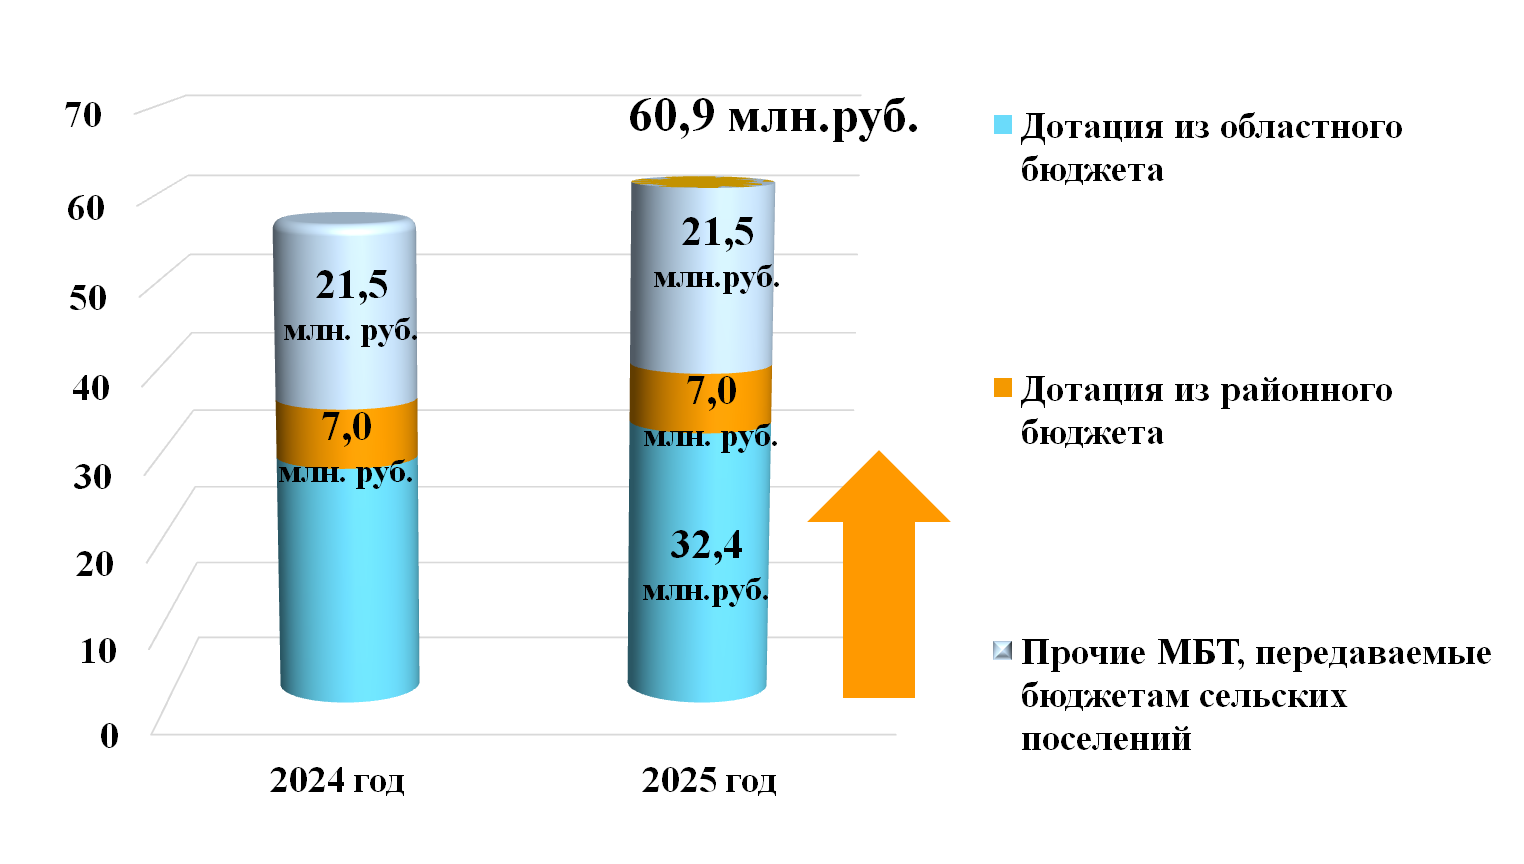 60,9 млн.руб.
70
60
50
40
30
20
10
0
21,5
млн. руб.
7,0
млн. руб.
21,5
млн.руб.
7,0
млн. руб.
32,4
млн.руб.
2024 год
2025 год
Дотация из областного
бюджета
Дотация из районного
бюджета
Прочие МБТ, передаваемые
бюджетам сельских
поселений